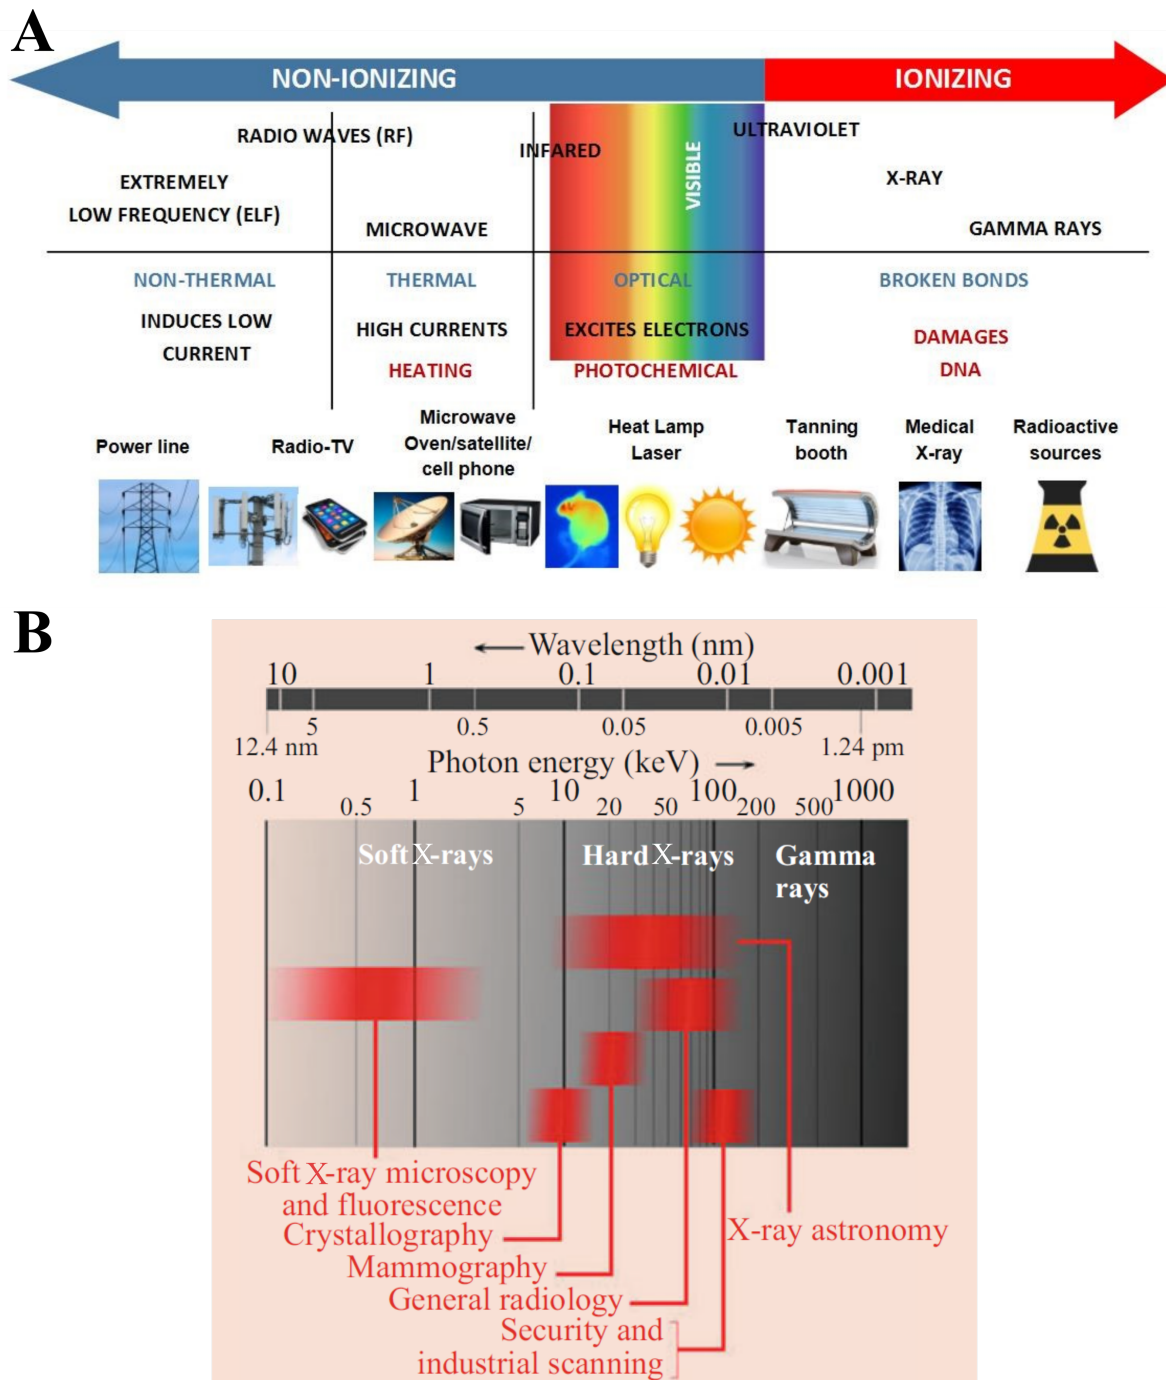 A
NON-IONIZING
IONIZING
RADIO WAVES (RF)
INFARED
VISIBLE
ULTRAVIOLET
EXTREMELY
LOW FREQUENCY (ELF)
X-RAY
MICROWAVE
GAMMA RAYS
NON-THERMAL
THERMAL
OPTICAL
BROKEN BONDS
INDUCES LOW
CURRENT
HIGH CURRENTS
HEATING
EXCITES ELECTRONS
PHOTOCHEMICAL
DAMAGES
DNA
Power line
Radio-TV
Microwave
Oven/satellite/
cell phone
Heat Lamp
Laser
Tanning
booth
Medical
X-ray
Radioactive
sources
B
Wavelength (nm)
10 1 0.1 0.01 0.001
5 0.5 0.05 0.005
12.4 nm 1.24 pm
Photon energy (keV)
0.1 0.5 1 5 10 20 50 100 200 500 1000
Soft X-rays
Hard X-rays
Gamma
rays
Soft X-ray microscopy
and fluorescence
Crystallography
X-ray astronomy
Mammography
General radiology
Security and
industrial scanning